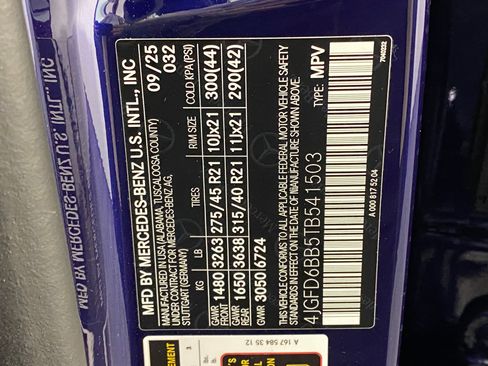 MFD BY MERCEDES-BENZ U.S. INTL., INC
MANUFACTURED IN USA (ALABAMA, TUSCALOOSA COUNTY)
UNDER CONTRACT FOR MERCEDES-BENZ AG,
STUTTGART (GERMANY)
09/25
032
KG LB TIRES RIM SIZE COLD KPA (PSI)
GAWR FRONT 1480 3263 275/45 R21 10Jx21 300(44)
GAWR REAR 1650 3638 315/40 R21 11Jx21 290(42)
GVWR 3050 6724
THIS VEHICLE CONFORMS TO ALL APPLICABLE FEDERAL MOTOR VEHICLE SAFETY
STANDARDS IN EFFECT ON THE DATE OF MANUFACTURE SHOWN ABOVE.
4JGFD6BB5TB541503 TYPE: MPV
A 000 817 52 04
7040232
A 167 584 35 12